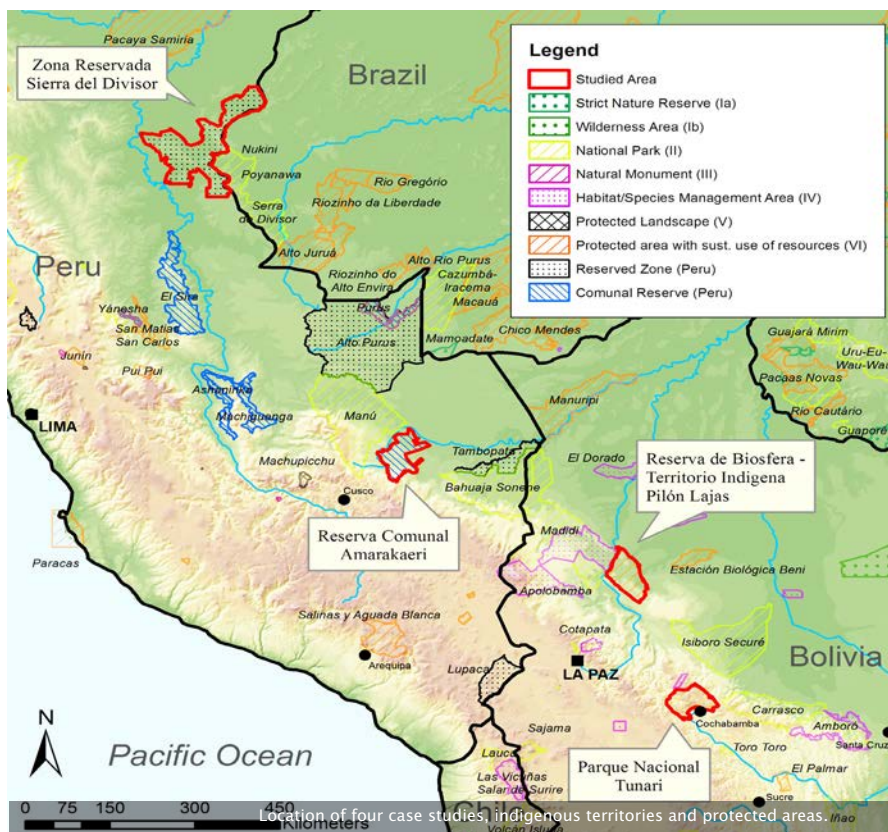 Pacaya Samiria
Zona Reservada
Sierra del Divisor
Brazil
Legend
Studied Area
Strict Nature Reserve (Ia)
Wilderness Area (Ib)
National Park (II)
Natural Monument (III)
Habitat/Species Management Area (IV)
Protected Landscape (V)
Protected area with sust. use of resources (VI)
Reserved Zone (Peru)
Comunal Reserve (Peru)
Nukini
Poyanawa
Rio Gregório
Riozinho da Liberdade
Serra
do Divisor
Alto Juruá
Alto Rio Purus
Riozinho do
Alto Envira
Cazumbá-
Iracema
Macauã
Peru
El Sira
Yánesha
San Matias
San Carlos
Purus
Chico Mendes
Mamoadate
Alto Purus
Guajará Mirim
Uru-Eu-
Wau-Wau
Pacaas Novas
Rio Cautário
Guaporé
Junín
Pui Pui
Ashaninka
Machiguenga
Manú
Manuripi
LIMA
Machupicchu
Cusco
Tambopata
Bahuaja Sonene
El Dorado
Reserva de Biosfera -
Territorio Indigena
Pilón Lajas
Reserva Comunal
Amarakaeri
Paracas
Madidi
Apolobamba
Estación Biológica Beni
Salinas y Aguada Blanca
Arequipa
Cotapata
LA PAZ
Isiboro Securé
Bolivia
Lupaca
Carrasco
Cochabamba
Amboró
Santa Cruz
Toro Toro
N
Pacific Ocean
Sajama
Lauca
Las Vicuñas
Salar de Surire
Parque Nacional
Tunari
El Palmar
Sucre
Iñao
Chile
Volcán Isluga
0 75 150 300 450
Kilometers
Location of four case studies, indigenous territories and protected areas.